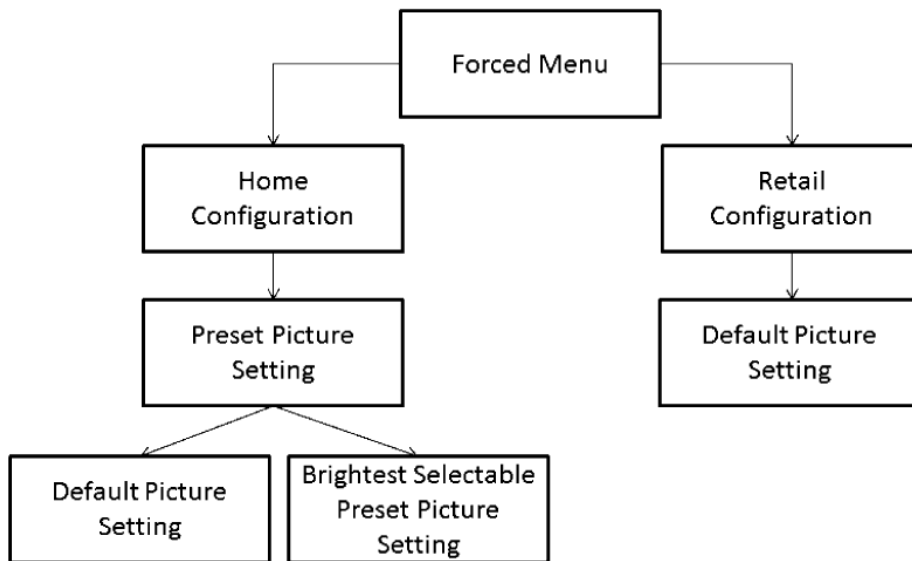 Forced Menu
Home
Configuration
Retail
Configuration
Preset Picture
Setting
Default Picture
Setting
Default Picture
Setting
Brightest Selectable
Preset Picture
Setting